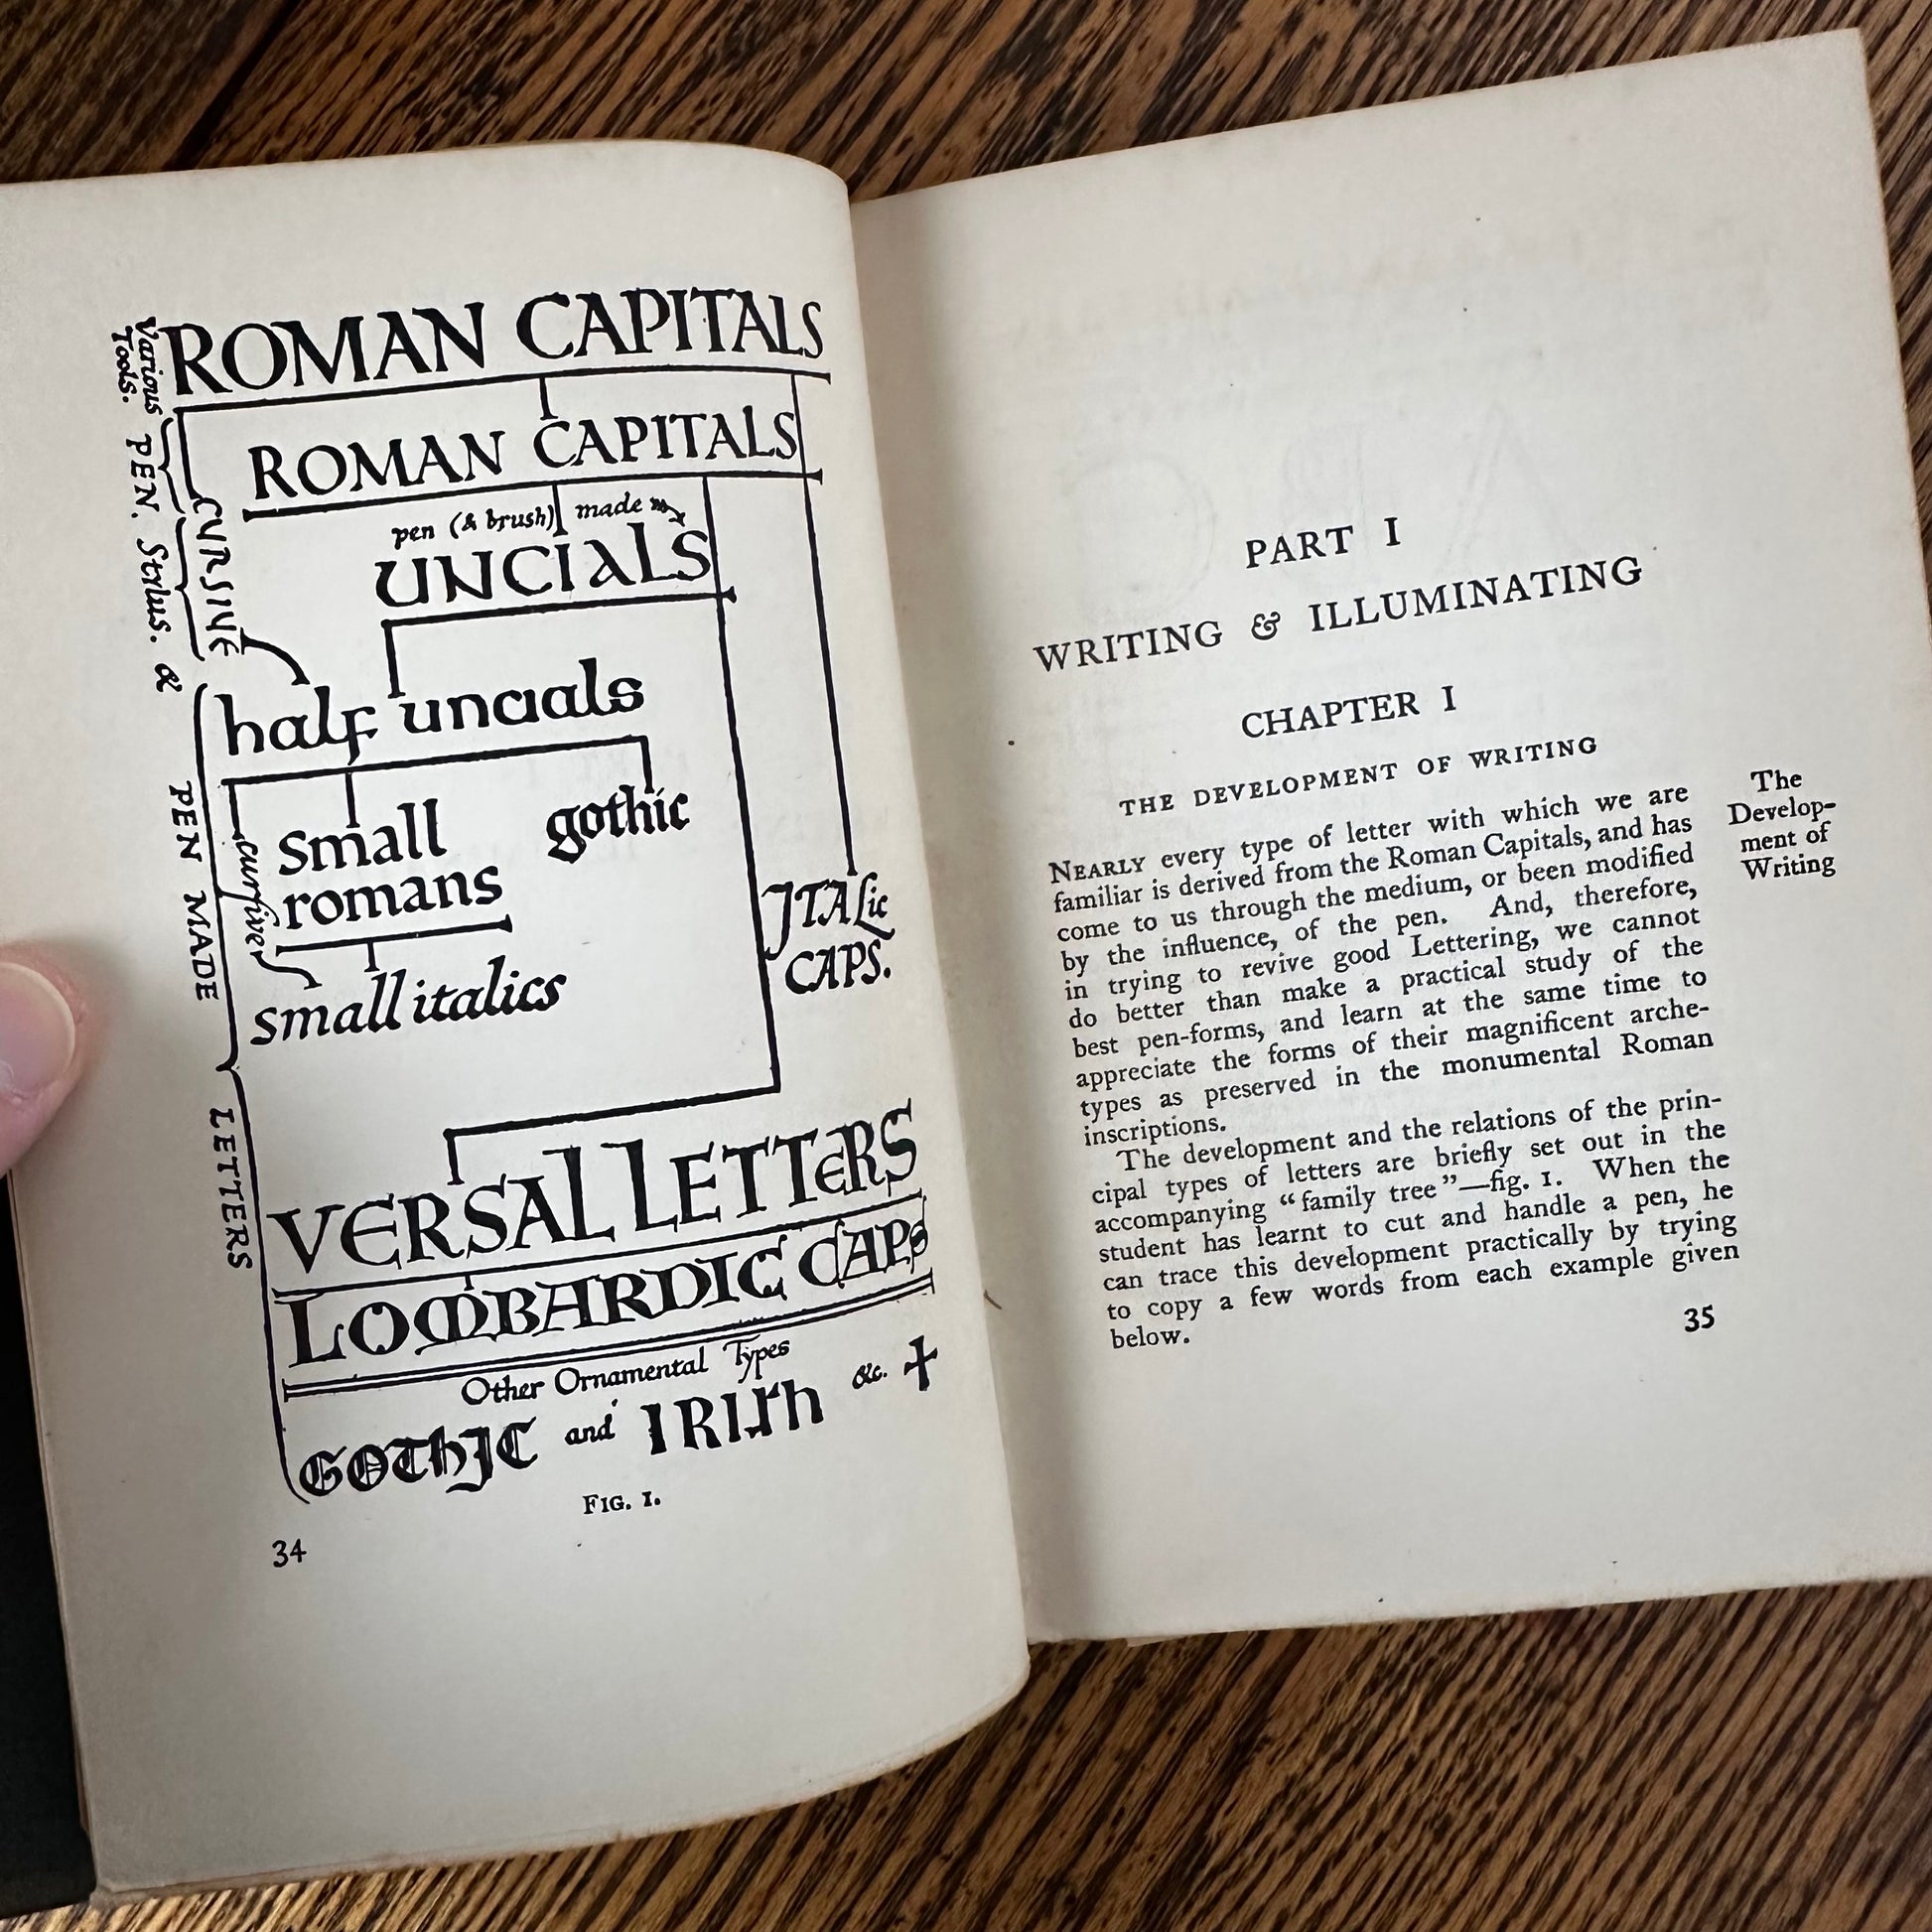 ROMAN CAPITALS
Various
Tools.
ROMAN CAPITALS
PEN. Stylus. &
CURSIVE
pen (& brush) made
UNCIALS
half uncials
PEN MADE LETTERS
small
romans
gothic
cursive
small italics
ITALic
CAPS.
VERSAL LETTERS
LOMBARDIC CAPS
Other Ornamental Types
GOTHIC and IRISh &c.
FIG. 1.
34
PART I
WRITING & ILLUMINATING
CHAPTER I
THE DEVELOPMENT OF WRITING
NEARLY every type of letter with which we are
familiar is derived from the Roman Capitals, and has
come to us through the medium, or been modified
by the influence, of the pen. And, therefore,
in trying to revive good Lettering, we cannot
do better than make a practical study of the
best pen-forms, and learn at the same time to
appreciate the forms of their magnificent arche-
types as preserved in the monumental Roman
inscriptions.
The development and the relations of the prin-
cipal types of letters are briefly set out in the
accompanying “family tree”—fig. 1. When the
student has learnt to cut and handle a pen, he
can trace this development practically by trying
to copy a few words from each example given
below.
The
Develop-
ment of
Writing
35